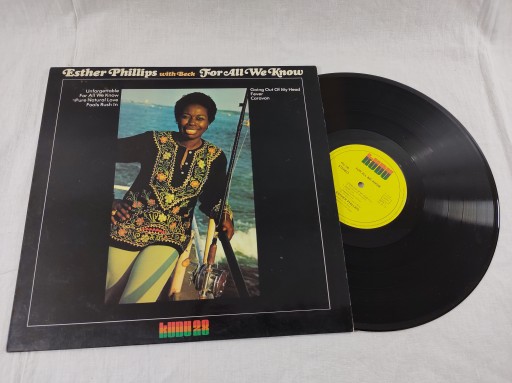 Esther Phillips with Beck For All We Know
Unforgettable
For All We Know
Pure Natural Love
Fools Rush In
Going Out Of My Head
Fever
Caravan
KUDU 28
KUDU